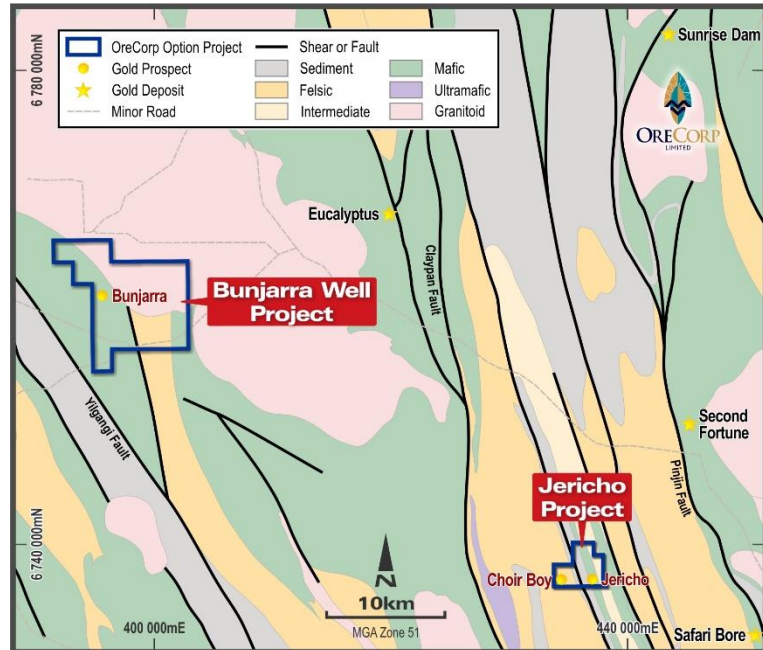 OreCorp Option Project
Gold Prospect
Gold Deposit
Minor Road
Shear or Fault
Sediment
Felsic
Intermediate
Mafic
Ultramafic
Granitoid
Sunrise Dam
ORECORP
LIMITED
6 780 000mN
Eucalyptus
Claypan Fault
Bunjarra
Bunjarra Well
Project
Yilgangi Fault
Second
Fortune
Pinjin Fault
Jericho
Project
6 740 000mN
Choir Boy
Jericho
N
10km
MGA Zone 51
400 000mE
440 000mE
Safari Bore